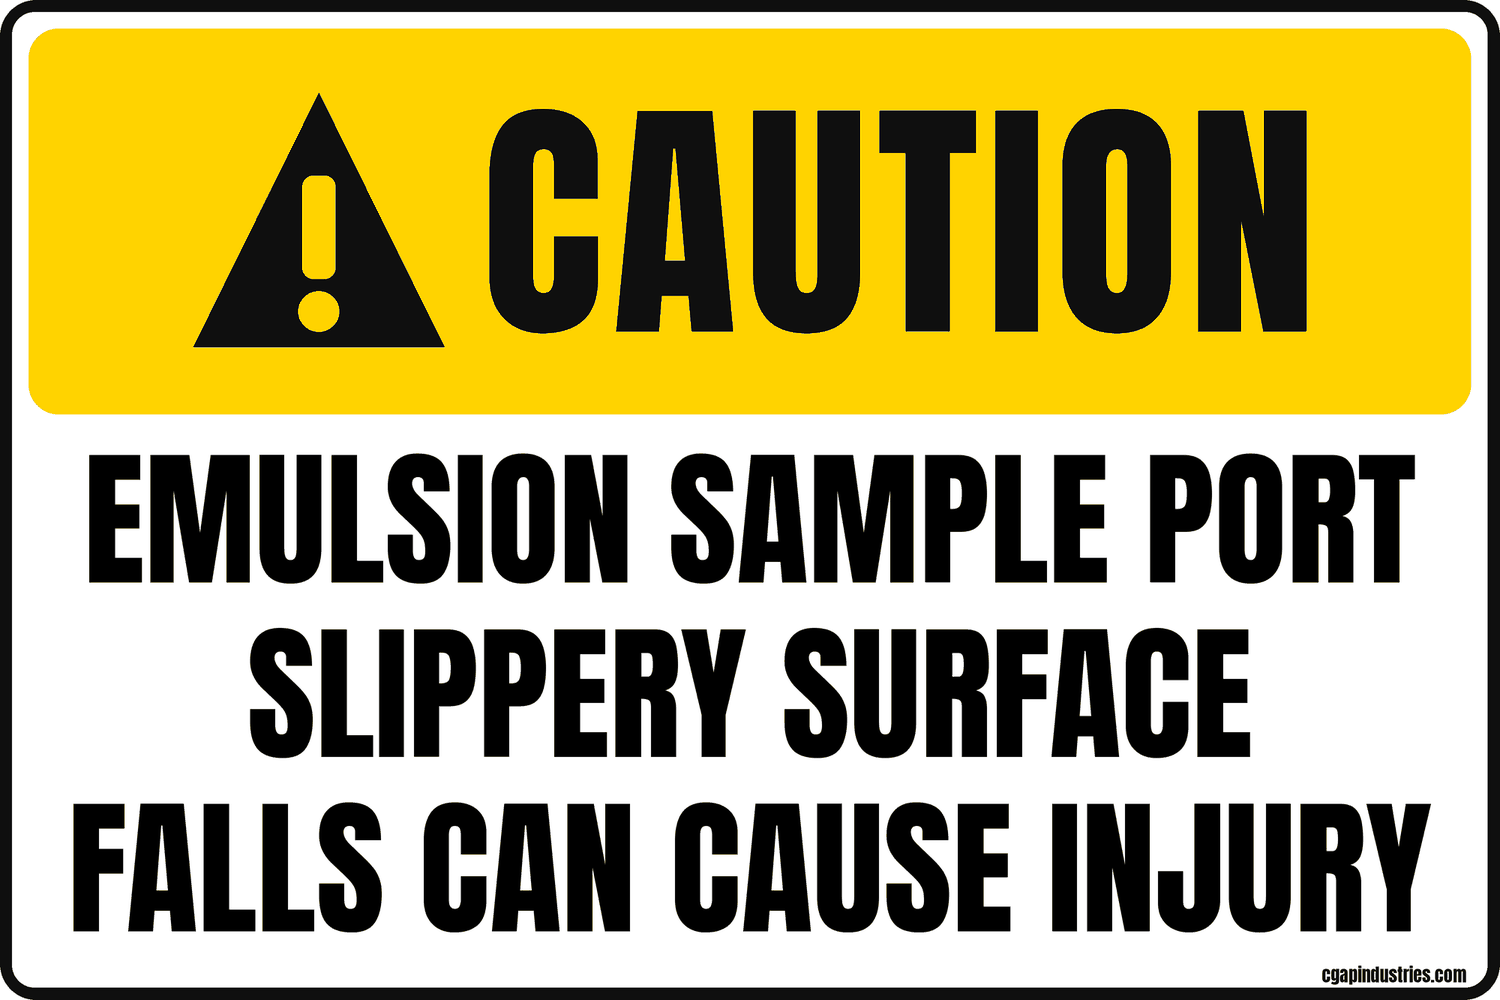 CAUTION
EMULSION SAMPLE PORT
SLIPPERY SURFACE
FALLS CAN CAUSE INJURY
cgapindustries.com